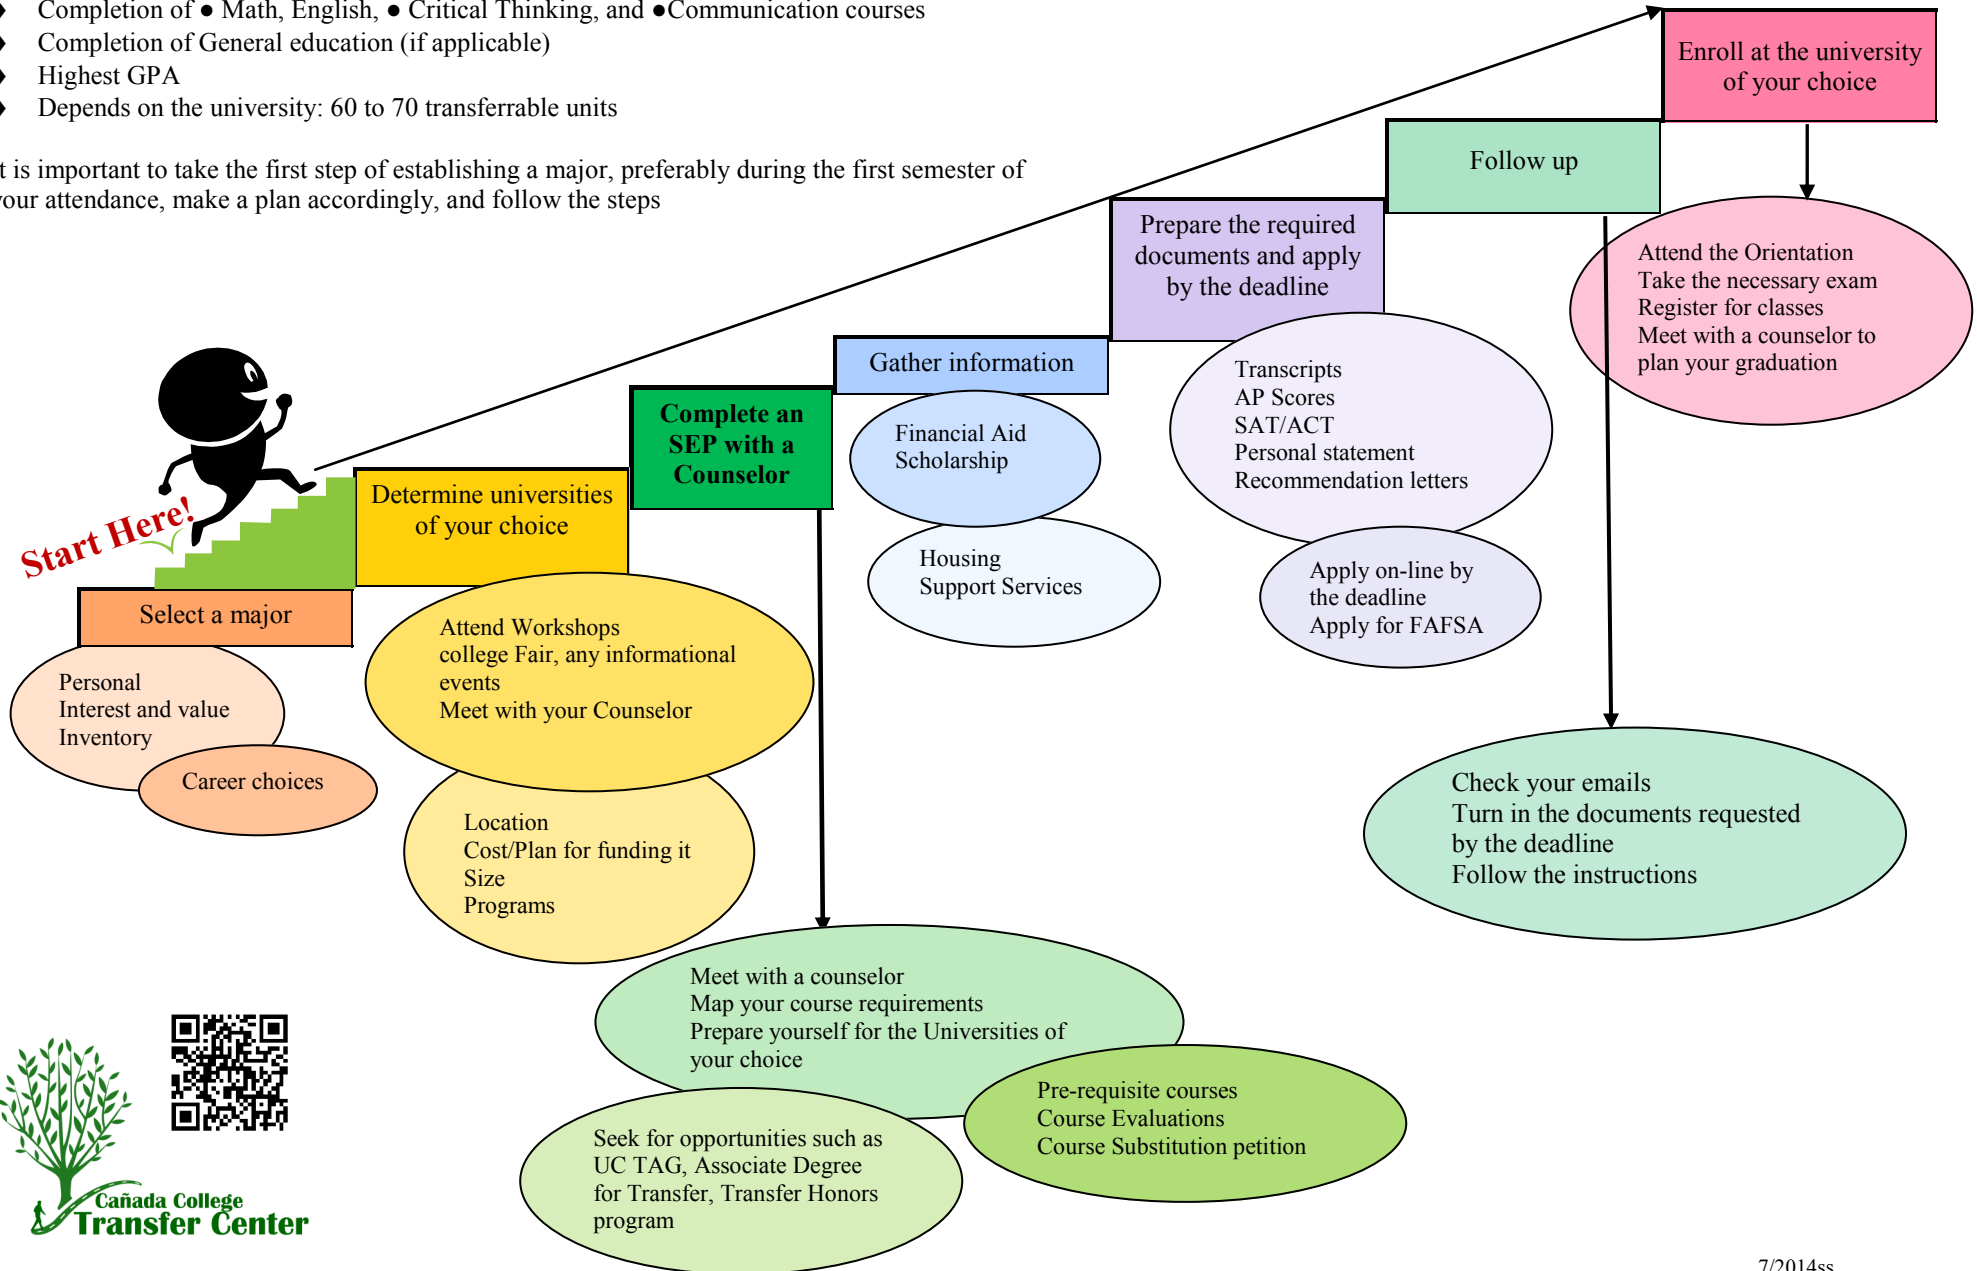 Completion of ● Math, English, ● Critical Thinking, and ●Communication courses
Completion of General education (if applicable)
Highest GPA
Depends on the university: 60 to 70 transferrable units
t is important to take the first step of establishing a major, preferably during the first semester of
your attendance, make a plan accordingly, and follow the steps
Enroll at the university
of your choice
Follow up
Prepare the required
documents and apply
by the deadline
Attend the Orientation
Take the necessary exam
Register for classes
Meet with a counselor to
plan your graduation
Gather information
Transcripts
AP Scores
SAT/ACT
Personal statement
Recommendation letters
Complete an
SEP with a
Counselor
Financial Aid
Scholarship
Determine universities
of your choice
Start Here!
Housing
Support Services
Apply on-line by
the deadline
Apply for FAFSA
Select a major
Attend Workshops
college Fair, any informational
events
Meet with your Counselor
Personal
Interest and value
Inventory
Career choices
Location
Cost/Plan for funding it
Size
Programs
Check your emails
Turn in the documents requested
by the deadline
Follow the instructions
Meet with a counselor
Map your course requirements
Prepare yourself for the Universities of
your choice
Pre-requisite courses
Course Evaluations
Course Substitution petition
Seek for opportunities such as
UC TAG, Associate Degree
for Transfer, Transfer Honors
program
Cañada College
Transfer Center
7/2014ss